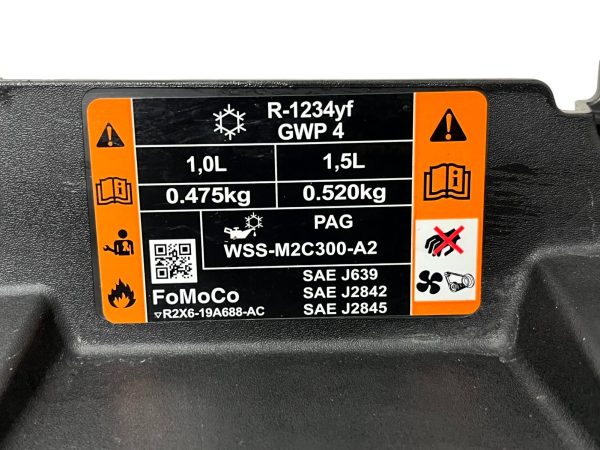 R-1234yf
GWP 4
1,0L 1,5L
0.475kg 0.520kg
PAG
WSS-M2C300-A2
SAE J639
FoMoCo SAE J2842
▽R2X6-19A688-AC SAE J2845